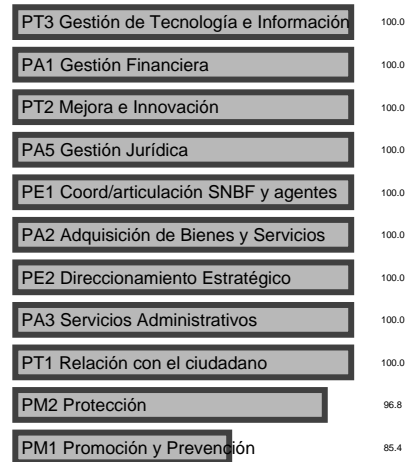 PT3 Gestión de Tecnología e Información 100.0
PA1 Gestión Financiera 100.0
PT2 Mejora e Innovación 100.0
PA5 Gestión Jurídica 100.0
PE1 Coord/articulación SNBF y agentes 100.0
PA2 Adquisición de Bienes y Servicios 100.0
PE2 Direccionamiento Estratégico 100.0
PA3 Servicios Administrativos 100.0
PT1 Relación con el ciudadano 100.0
PM2 Protección 96.8
PM1 Promoción y Prevención 85.4